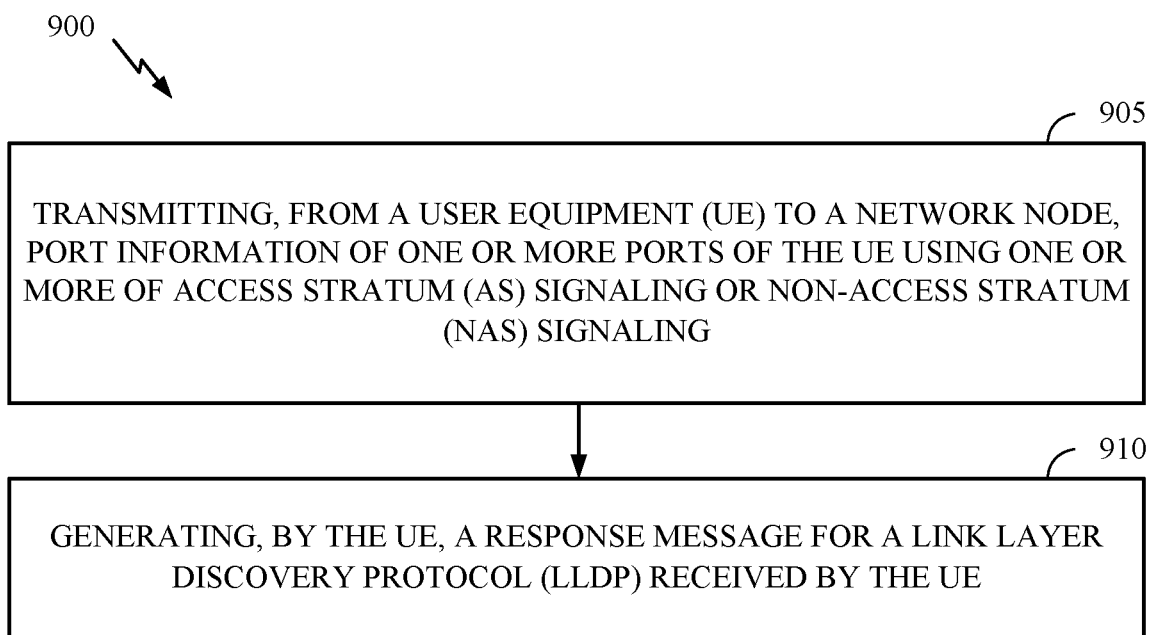 900
905
TRANSMITTING, FROM A USER EQUIPMENT (UE) TO A NETWORK NODE,
PORT INFORMATION OF ONE OR MORE PORTS OF THE UE USING ONE OR
MORE OF ACCESS STRATUM (AS) SIGNALING OR NON-ACCESS STRATUM
(NAS) SIGNALING
910
GENERATING, BY THE UE, A RESPONSE MESSAGE FOR A LINK LAYER
DISCOVERY PROTOCOL (LLDP) RECEIVED BY THE UE